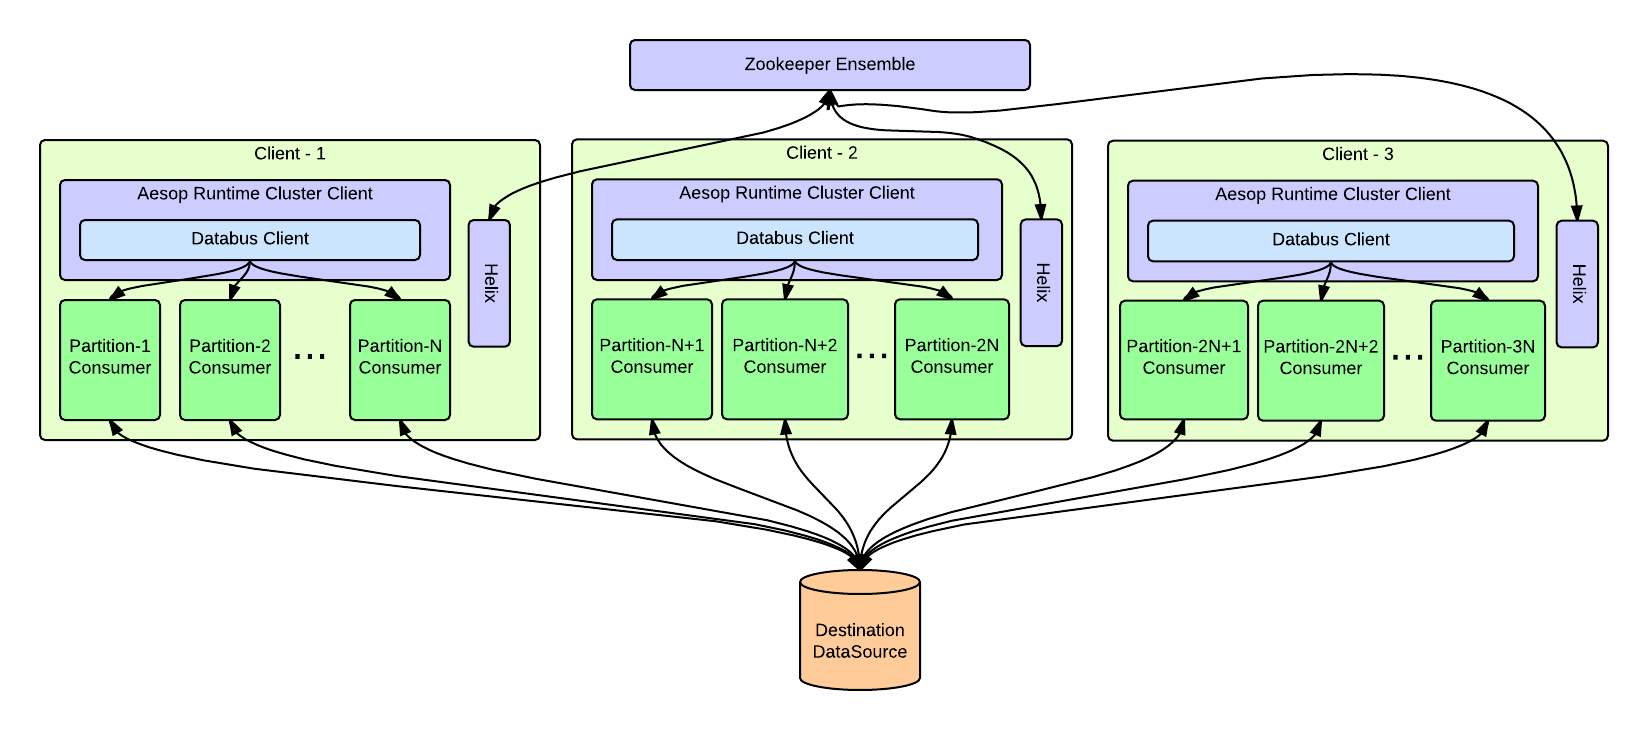 Zookeeper Ensemble
Client - 1
Aesop Runtime Cluster Client
Databus Client
Helix
Partition-1
Consumer
Partition-2
Consumer
...
Partition-N
Consumer
Client - 2
Aesop Runtime Cluster Client
Databus Client
Helix
Partition-N+1
Consumer
Partition-N+2
Consumer
...
Partition-2N
Consumer
Client - 3
Aesop Runtime Cluster Client
Databus Client
Helix
Partition-2N+1
Consumer
Partition-2N+2
Consumer
...
Partition-3N
Consumer
Destination
DataSource